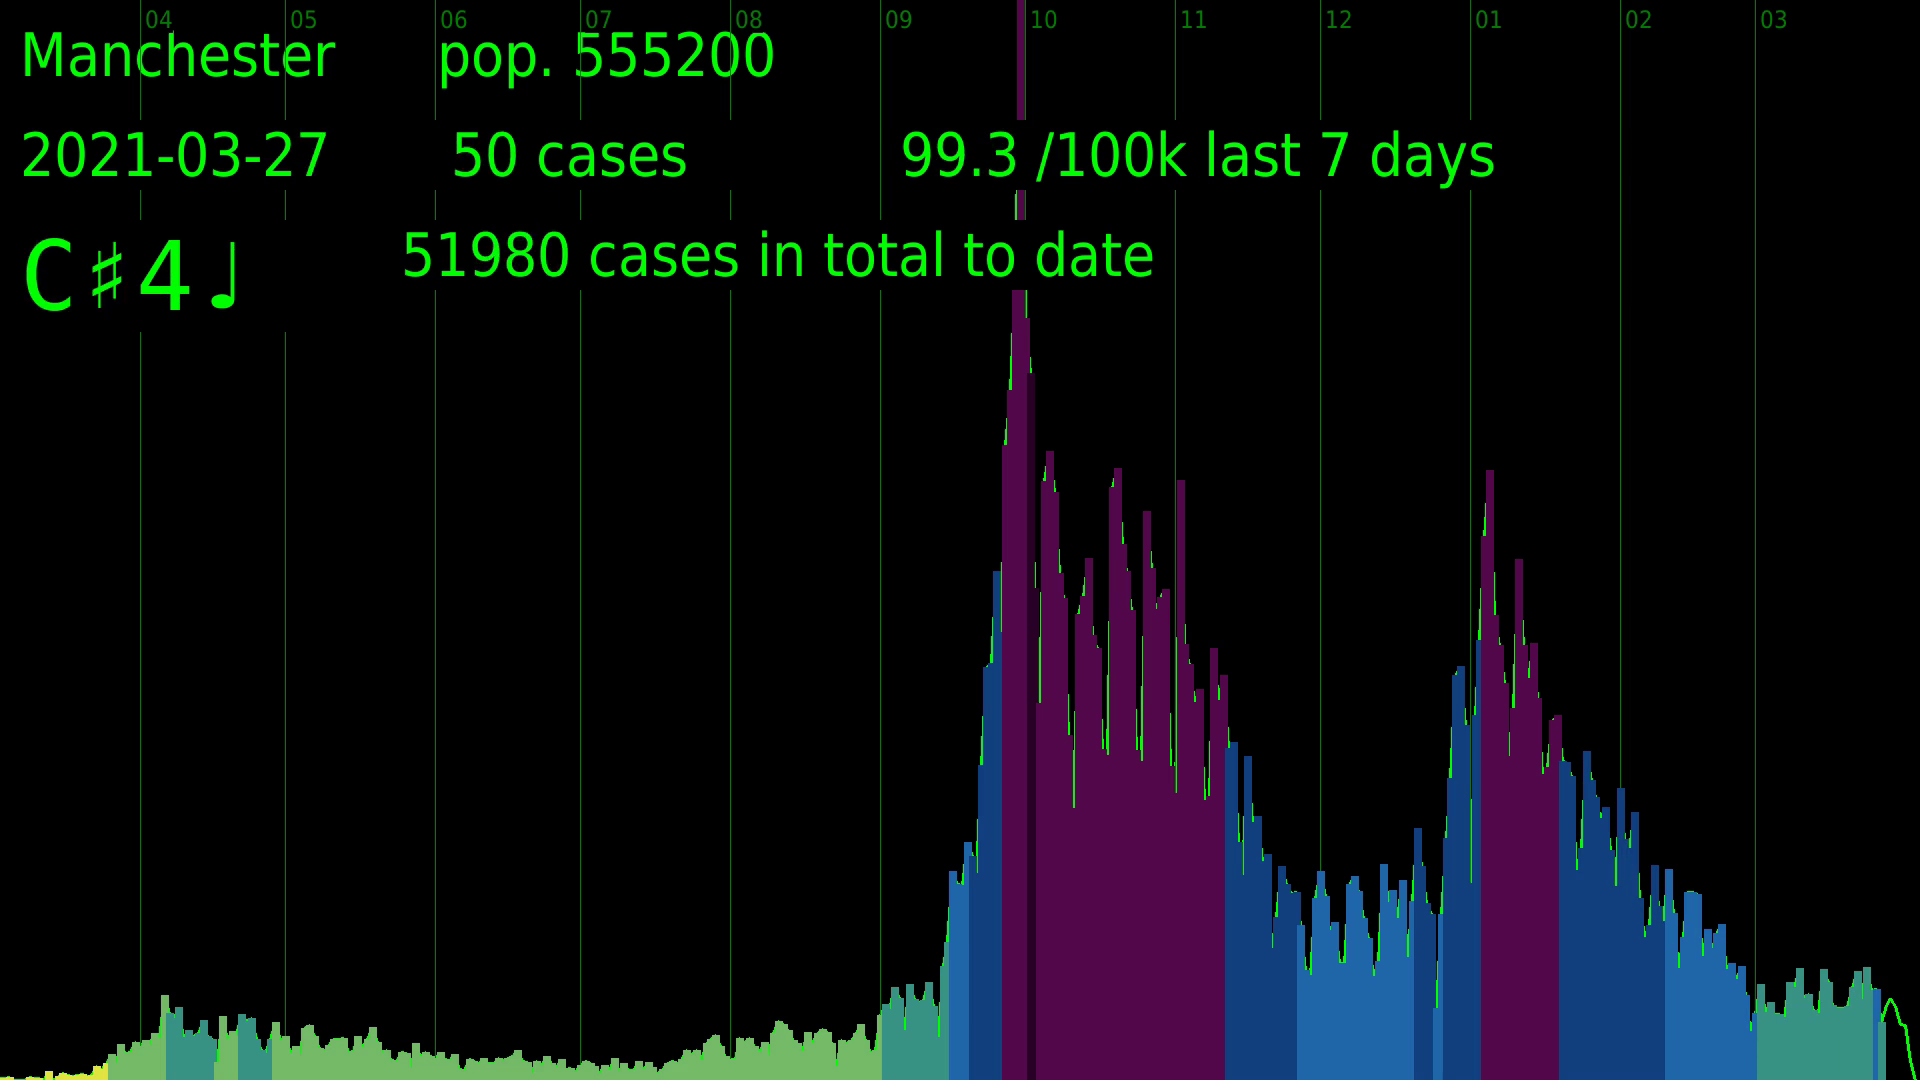 04 05 06 07 08 09 10 11 12 01 02 03
Manchester pop. 555200
2021-03-27 50 cases 99.3 /100k last 7 days
C♯4♩ 51980 cases in total to date